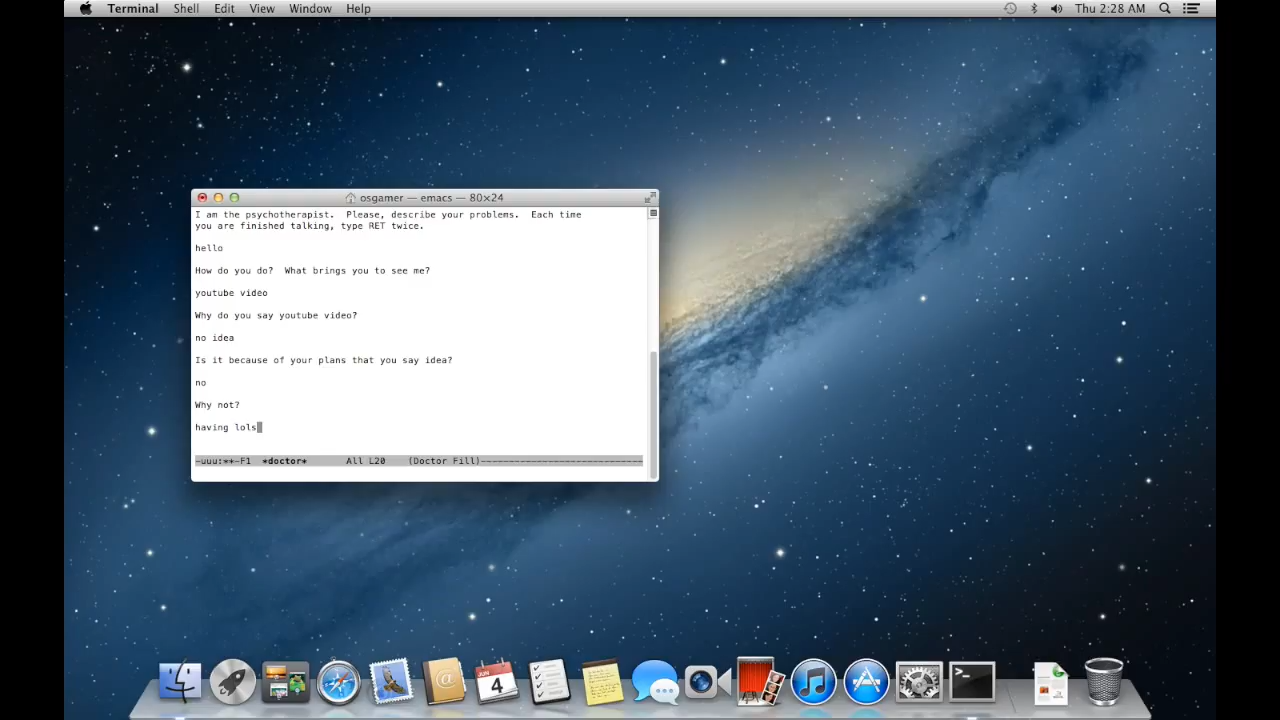 Terminal Shell Edit View Window Help Thu 2:28 AM
osgamer — emacs — 80×24
I am the psychotherapist.  Please, describe your problems.  Each time
you are finished talking, type RET twice.
hello
How do you do?  What brings you to see me?
youtube video
Why do you say youtube video?
no idea
Is it because of your plans that you say idea?
no
Why not?
having lols
-uuu:**-F1  *doctor*       All L20    (Doctor Fill)-----------------------------
JUN
4